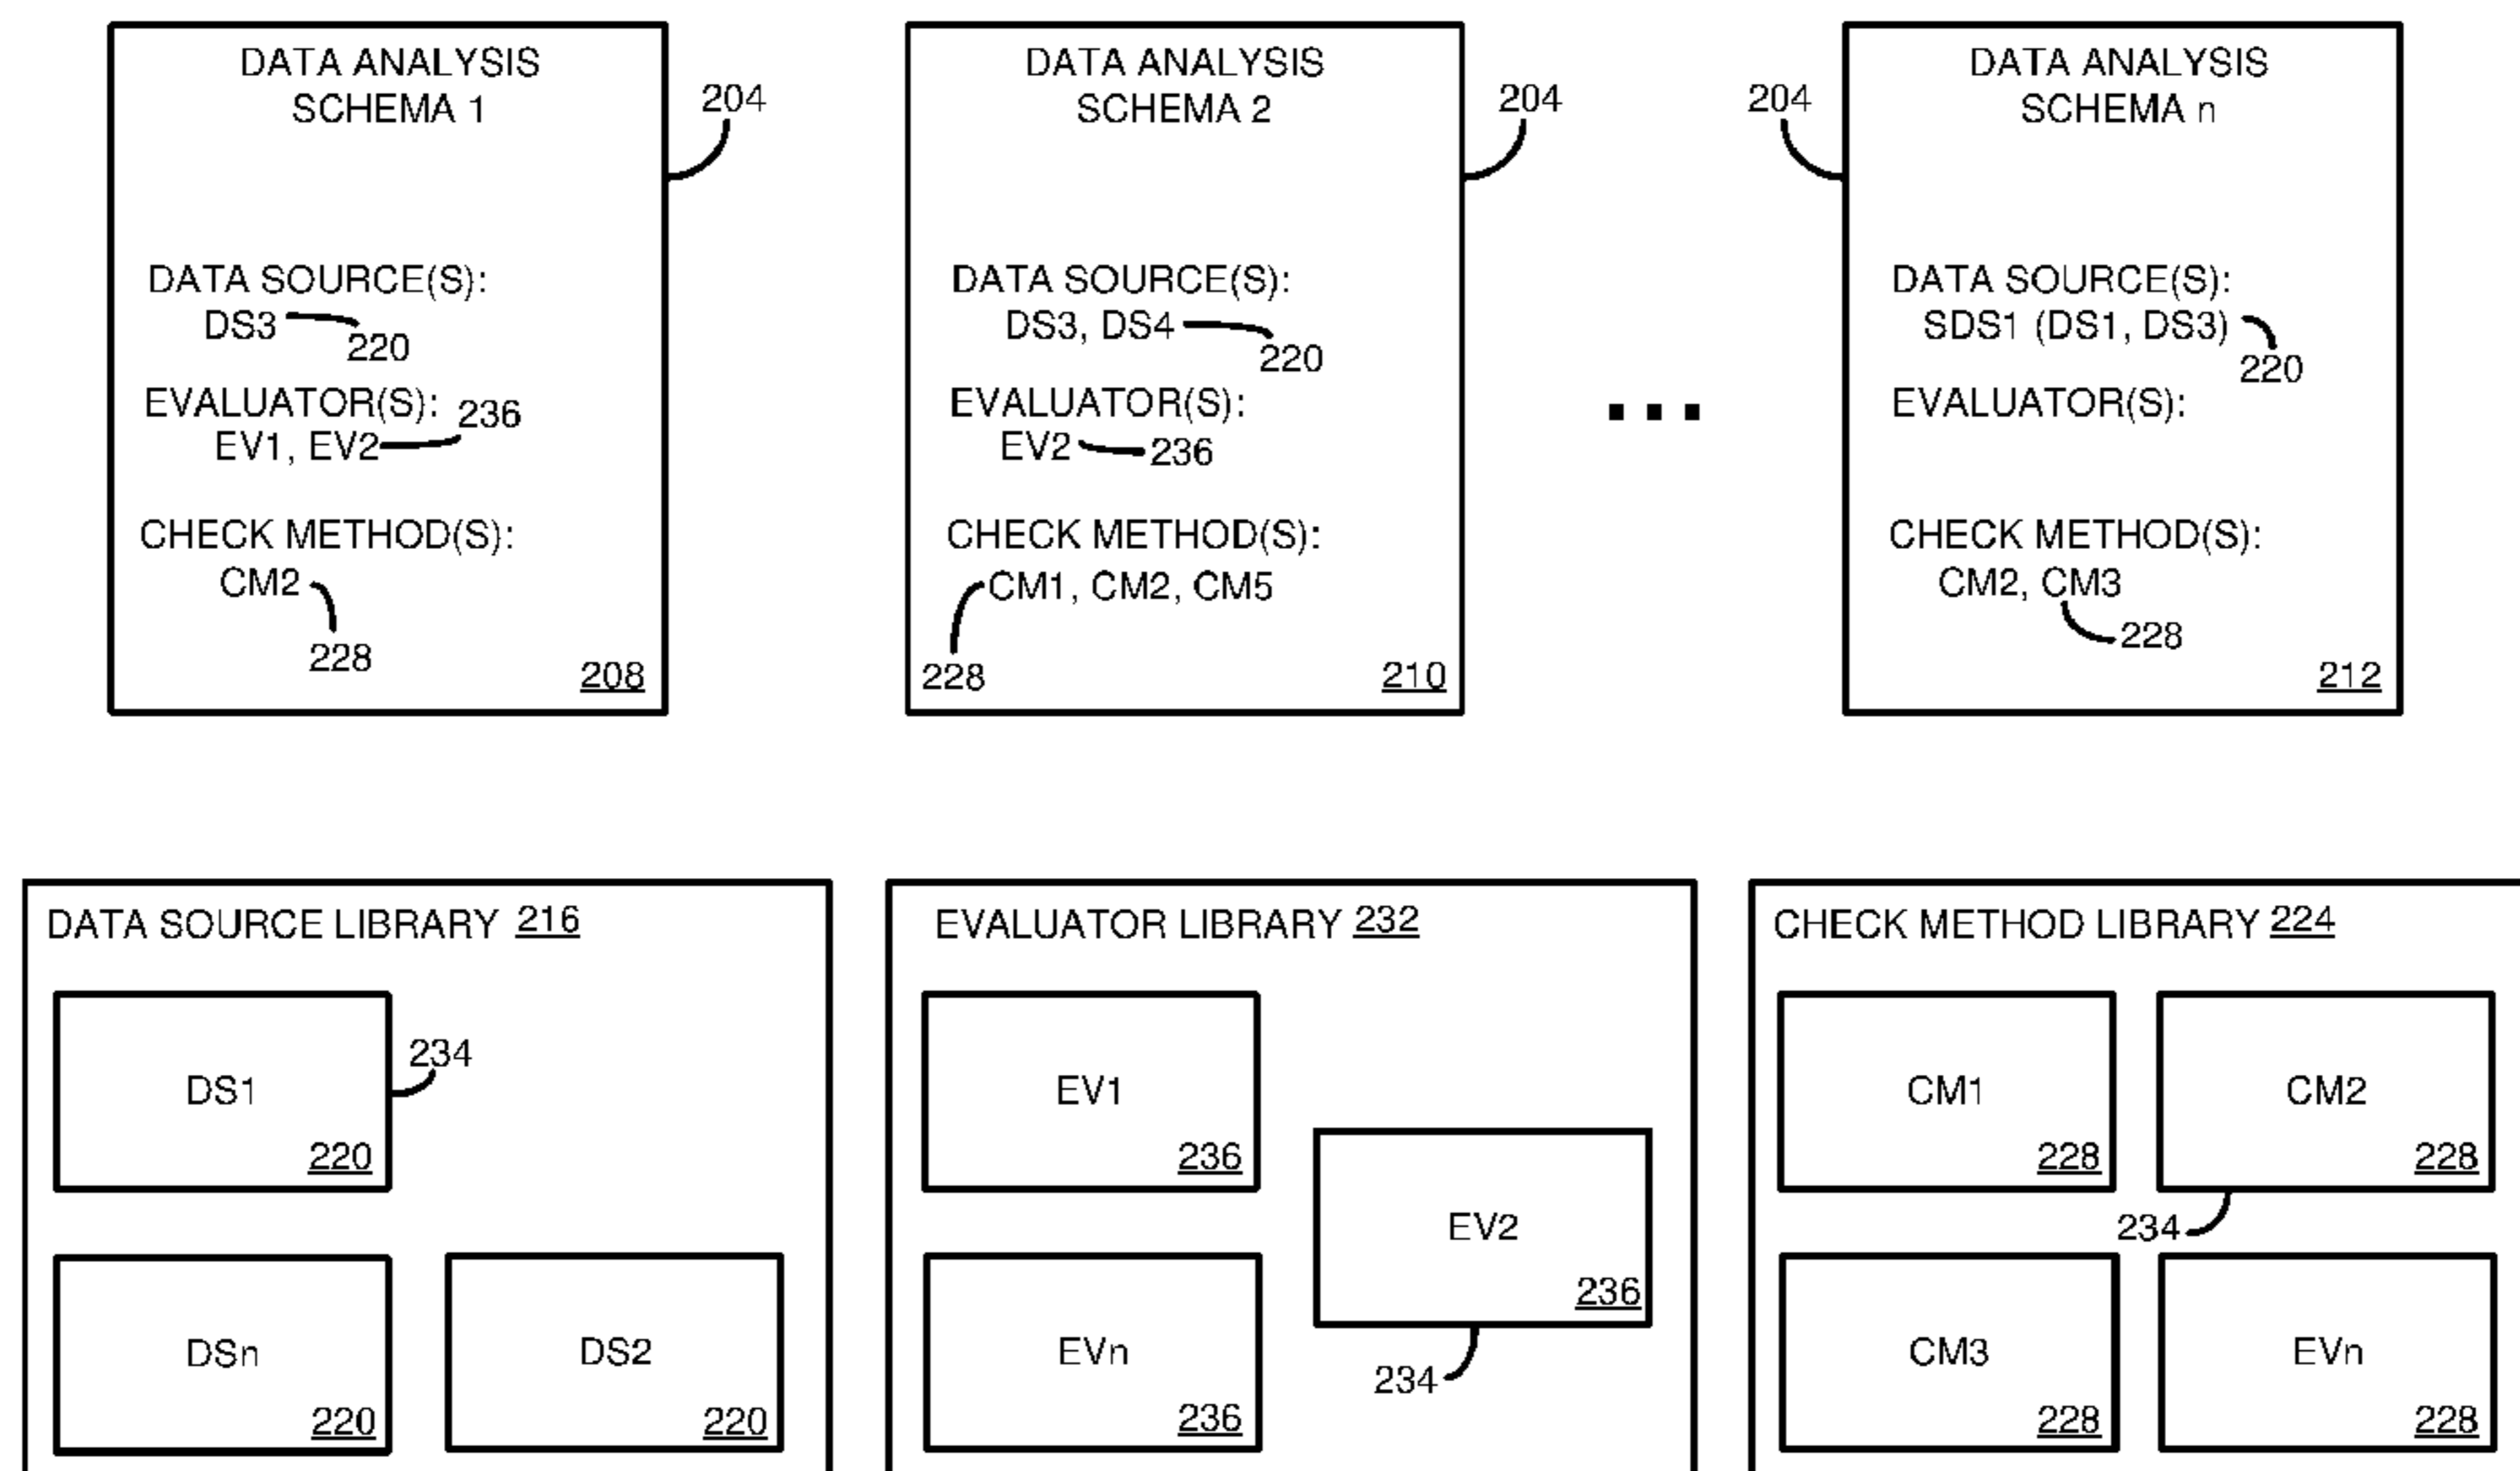 DATA ANALYSIS
SCHEMA 1
204
DATA SOURCE(S):
DS3
220
EVALUATOR(S): 236
EV1, EV2
CHECK METHOD(S):
CM2
228
208
DATA ANALYSIS
SCHEMA 2
204
DATA SOURCE(S):
DS3, DS4
220
EVALUATOR(S):
EV2 236
CHECK METHOD(S):
CM1, CM2, CM5
228
210
...
DATA ANALYSIS
SCHEMA n
204
DATA SOURCE(S):
SDS1 (DS1, DS3)
220
EVALUATOR(S):
CHECK METHOD(S):
CM2, CM3
228
212
DATA SOURCE LIBRARY 216
DS1
220
234
DSn
220
DS2
220
EVALUATOR LIBRARY 232
EV1
236
EV2
236
234
EVn
236
CHECK METHOD LIBRARY 224
CM1
228
CM2
228
234
CM3
228
EVn
228